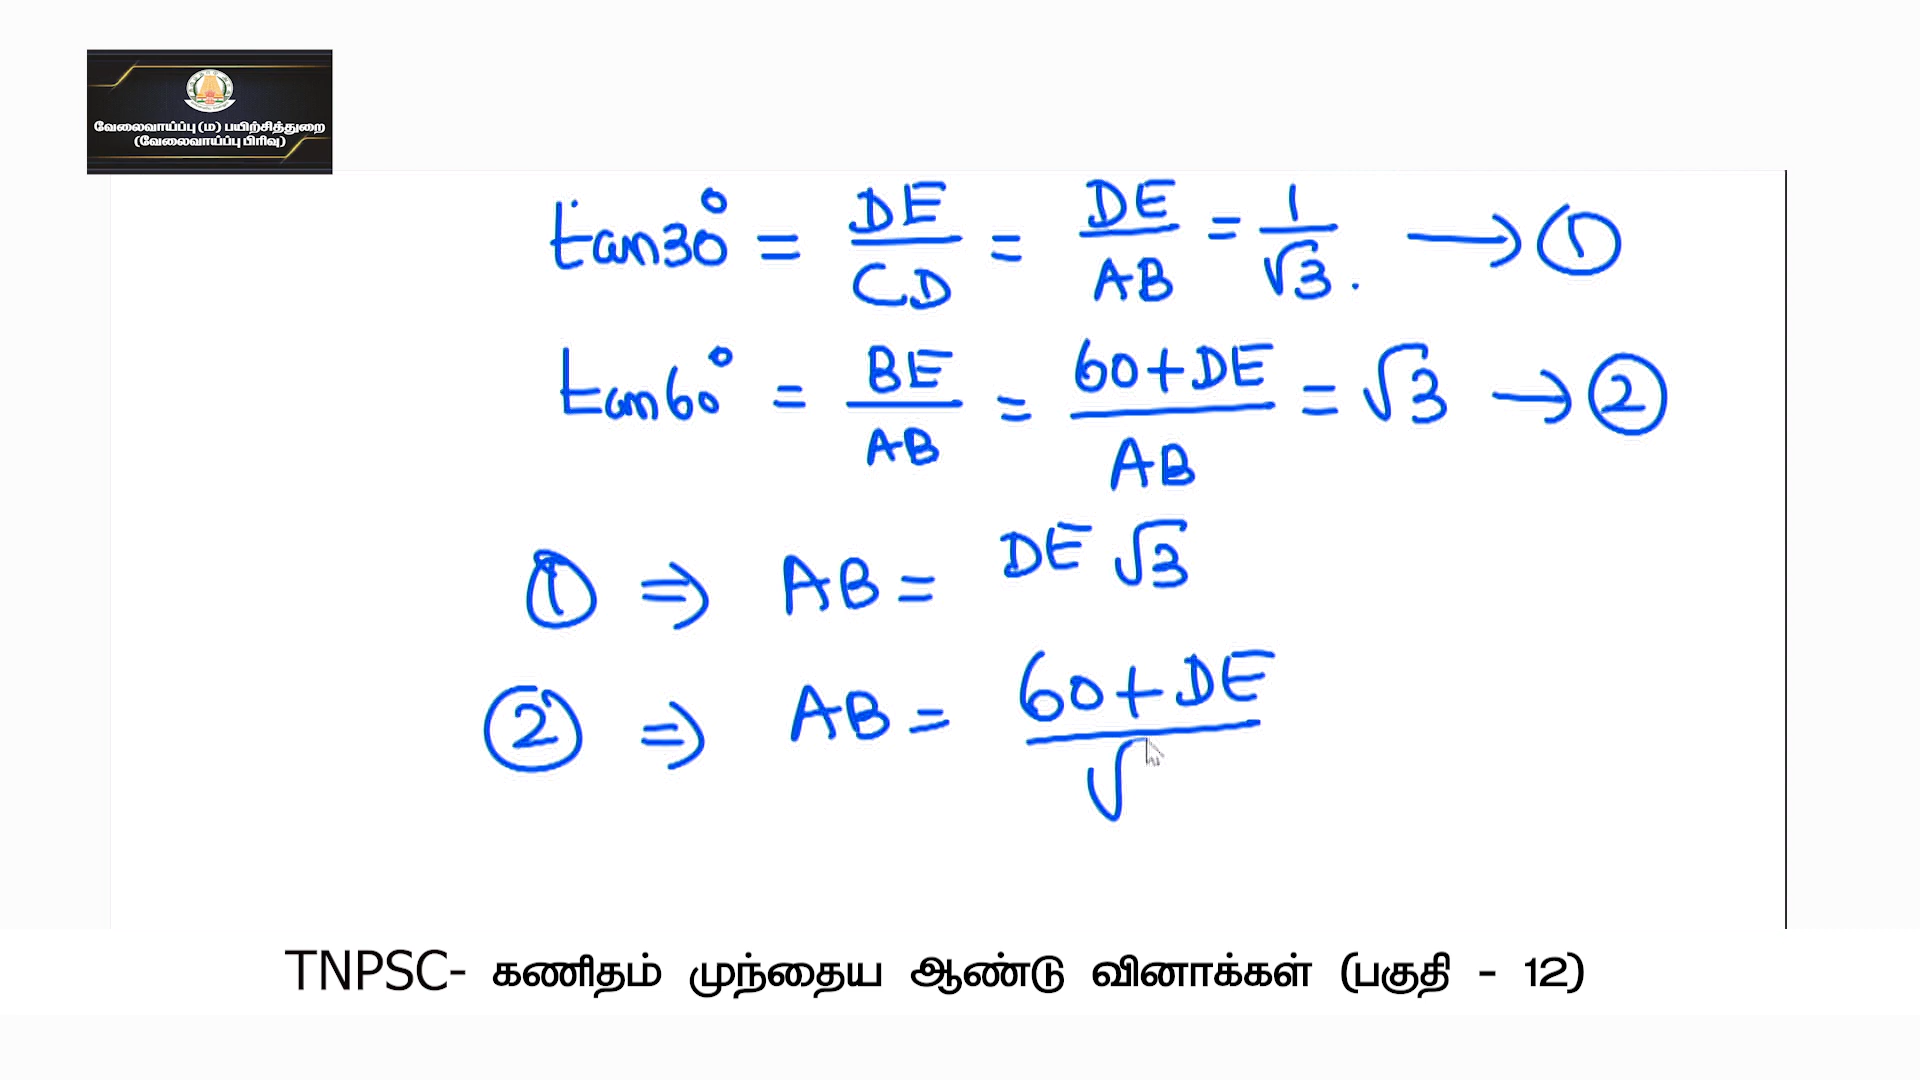 வேலைவாய்ப்பு (ம) பயிற்சித்துறை
(வேலைவாய்ப்பு பிரிவு)
tan30° = DE/CD = DE/AB = 1/√3. → ①
tan60° = BE/AB = 60+DE/AB = √3 → ②
① ⇒ AB = DE √3
② ⇒ AB = 60+DE/√
TNPSC- கணிதம் முந்தைய ஆண்டு வினாக்கள் (பகுதி - 12)